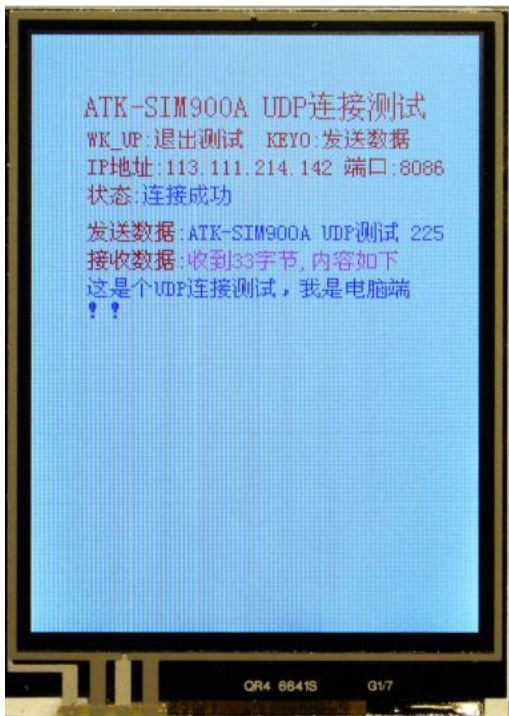 ATK-SIM900A UDP连接测试
WK_UP:退出测试 KEY0:发送数据
IP地址:113.111.214.142 端口:8086
状态:连接成功
发送数据:ATK-SIM900A UDP测试 225
接收数据:收到33字节,内容如下
这是个UDP连接测试，我是电脑端
！！
QR4 6641S G1/7